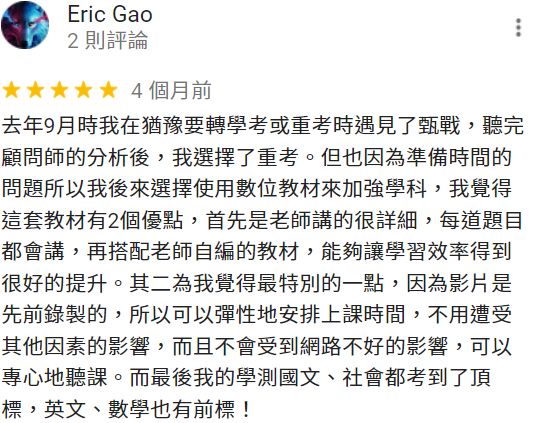 Eric Gao
2 則評論
4 個月前
去年9月時我在猶豫要轉學考或重考時遇見了甄戰，聽完
顧問師的分析後，我選擇了重考。但也因為準備時間的
問題所以我後來選擇使用數位教材來加強學科，我覺得
這套教材有2個優點，首先是老師講的很詳細，每道題目
都會講，再搭配老師自編的教材，能夠讓學習效率得到
很好的提升。其二為我覺得最特別的一點，因為影片是
先前錄製的，所以可以彈性地安排上課時間，不用遭受
其他因素的影響，而且不會受到網路不好的影響，可以
專心地聽課。而最後我的學測國文、社會都考到了頂
標，英文、數學也有前標！